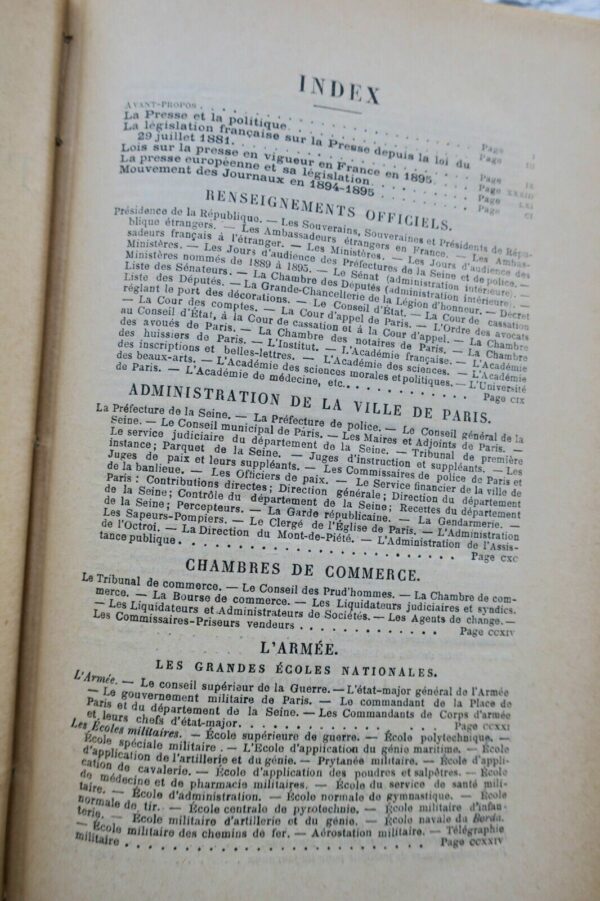 INDEX
AVANT-PROPOS . . . . Page I
La Presse et la politique . . . . Page III
La législation française sur la Presse depuis la loi du
29 juillet 1881. . . . Page IX
Lois sur la presse en vigueur en France en 1895. . . . Page XXXIII
La presse européenne et sa législation . . . . Page LXI
Mouvement des Journaux en 1894-1895 . . . . Page CI
RENSEIGNEMENTS OFFICIELS.
Présidence de la République. — Les Souverains, Souveraines et Présidents de Répu-
blique étrangers. — Les Ambassadeurs étrangers en France. — Les Ambas-
sadeurs français à l'étranger. — Les Ministères. — Les Jours d'audience des
Ministères. — Les Jours d'audience des Préfectures de la Seine et de police. —
Ministères nommés de 1889 à 1895. — Le Sénat (administration intérieure). —
Liste des Sénateurs. — La Chambre des Députés (administration intérieure). —
Liste des Députés. — La Grande-Chancellerie de la Légion d'honneur. — Décret
réglant le port des décorations. — Le Conseil d'État. — La Cour de cassation
— La Cour des comptes. — La Cour d'appel de Paris. — L'Ordre des avocats
au Conseil d'État, à la Cour de cassation et à la Cour d'appel. — La Chambre
des avoués de Paris. — La Chambre des notaires de Paris. — La Chambre
des huissiers de Paris. — L'Institut. — L'Académie française. — L'Académie
des inscriptions et belles-lettres. — L'Académie des sciences. — L'Académie
des beaux-arts. — L'Académie des sciences morales et politiques. — L'Université
de Paris. — L'Académie de médecine, etc. . . . . Page CIX
ADMINISTRATION DE LA VILLE DE PARIS.
La Préfecture de la Seine. — La Préfecture de police. — Le Conseil général de la
Seine. — Le Conseil municipal de Paris. — Les Maires et Adjoints de Paris. —
Le service judiciaire du département de la Seine. — Tribunal de première
instance; Parquet de la Seine. — Juges d'instruction et suppléants. — Les
Juges de paix et leurs suppléants. — Les Commissaires de police de Paris et
de la banlieue. — Les Officiers de paix. — Le Service financier de la ville de
Paris : Contributions directes; Direction générale; Direction du département
de la Seine; Contrôle du département de la Seine; Recettes du département
de la Seine; Percepteurs. — La Garde républicaine. — La Gendarmerie. —
Les Sapeurs-Pompiers. — Le Clergé de l'Église de Paris. — L'Administration
de l'Octroi. — La Direction du Mont-de-Piété. — L'Administration de l'Assis-
tance publique . . . . Page CXC
CHAMBRES DE COMMERCE.
Le Tribunal de commerce. — Le Conseil des Prud'hommes. — La Chambre de com-
merce. — La Bourse de commerce. — Les Liquidateurs judiciaires et syndics.
— Les Liquidateurs et Administrateurs de Sociétés. — Les Agents de change. —
Les Commissaires-Priseurs vendeurs . . . . Page CCXIV
L'ARMÉE.
LES GRANDES ÉCOLES NATIONALES.
L'Armée. — Le conseil supérieur de la Guerre. — L'état-major général de l'Armée
— Le gouvernement militaire de Paris. — Le commandant de la Place de
Paris et du département de la Seine. — Les Commandants de Corps d'armée
et leurs chefs d'état-major. . . . Page CCXXI
Les Écoles militaires. — École supérieure de guerre. — École polytechnique. —
École spéciale militaire. — L'École d'application du génie maritime. — École
d'application de l'artillerie et du génie. — Prytanée militaire. — École d'appli-
cation de cavalerie. — École d'application des poudres et salpêtres. — École
de médecine et de pharmacie militaires. — École du service de santé mili-
taire. — École d'administration. — École normale de gymnastique. — École
normale de tir. — École centrale de pyrotechnie. — École militaire d'infan-
terie. — École militaire d'artillerie et du génie. — École navale du Borda.
— École militaire des chemins de fer. — Aérostation militaire. — Télégraphie
militaire . . . . Page CCXXIV